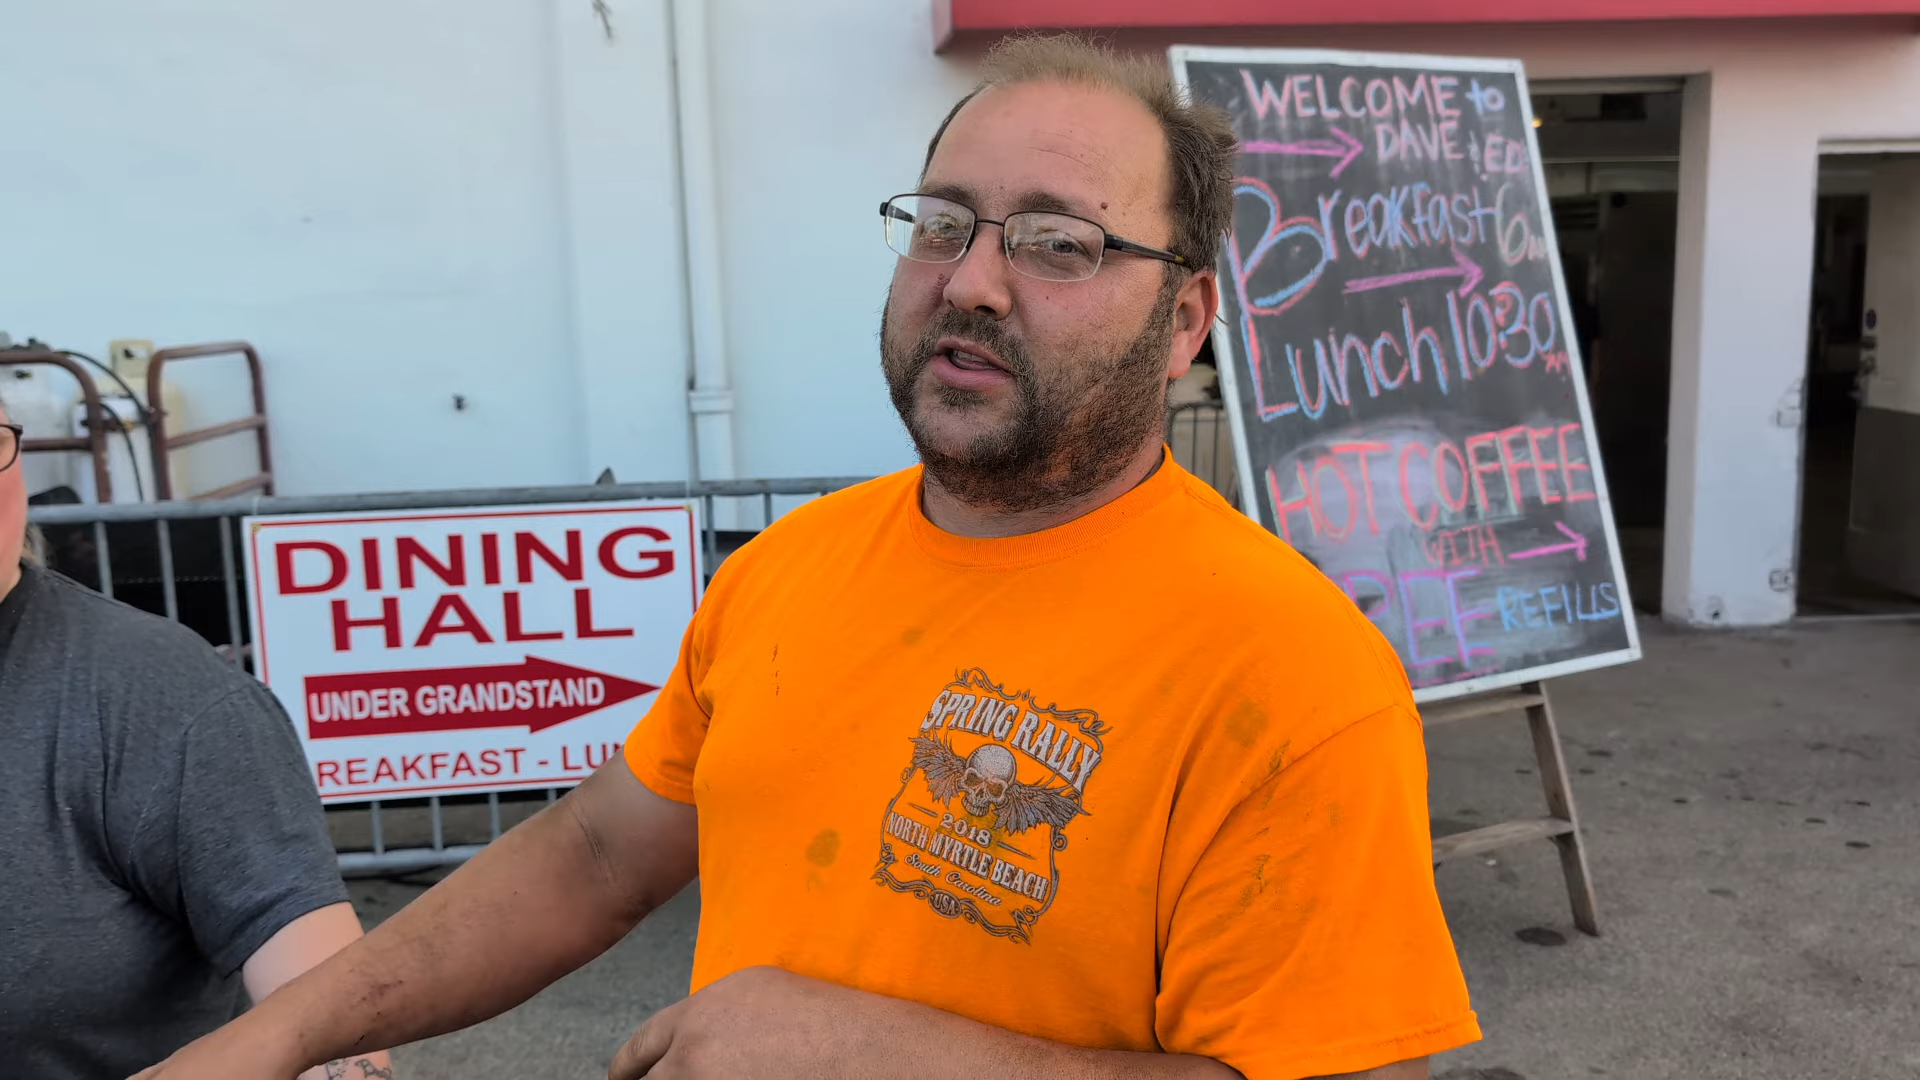 WELCOME to
DAVE & ED'S
Breakfast 6
Lunch 10:30 AM
HOT COFFEE
WITH
REFILLS
DINING
HALL
UNDER GRANDSTAND
REAKFAST - LU
SPRING RALLY
2018
NORTH MYRTLE BEACH
South Carolina
USA